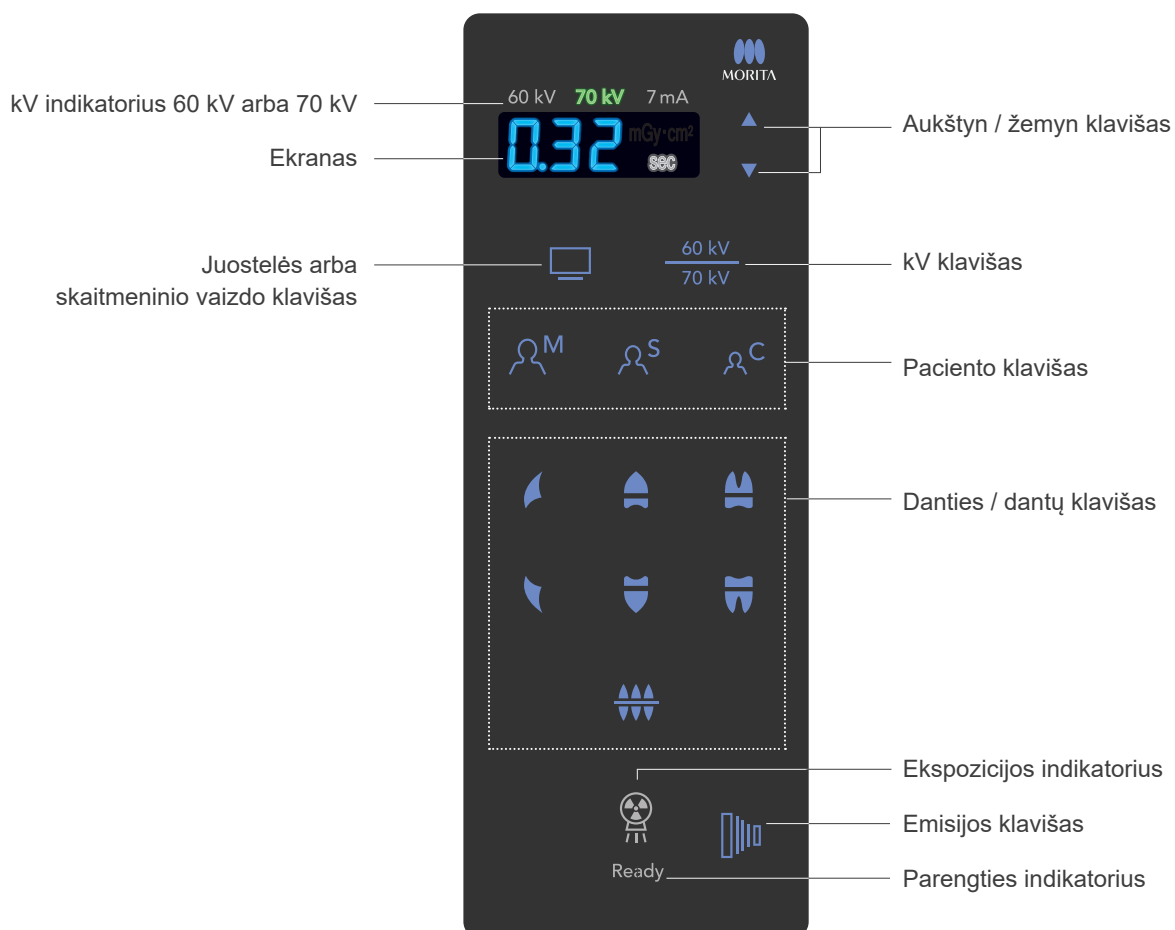 MORITA
kV indikatorius 60 kV arba 70 kV
60 kV 70 kV 7 mA
Aukštyn / žemyn klavišas
0.32 mGy·cm²
sec
Ekranas
Juostelės arba
skaitmeninio vaizdo klavišas
60 kV
70 kV
kV klavišas
M S C
Paciento klavišas
Danties / dantų klavišas
Ekspozicijos indikatorius
Emisijos klavišas
Ready
Parengties indikatorius